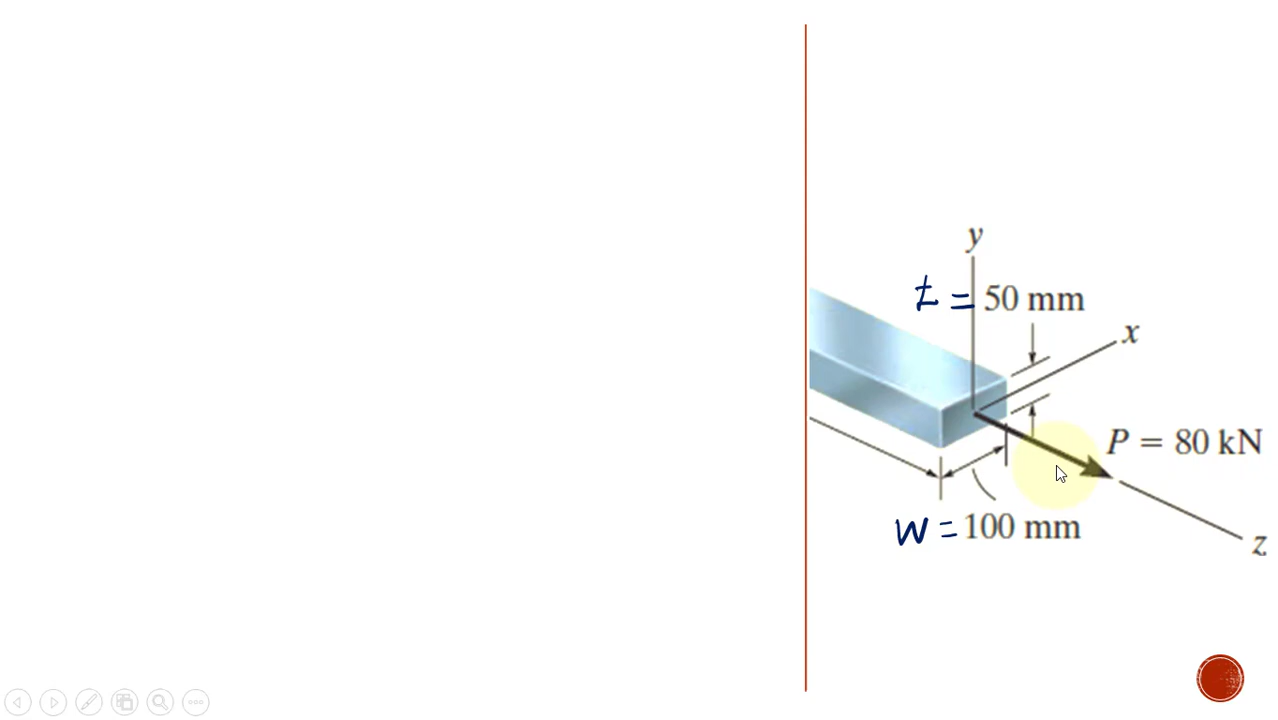 y
t = 50 mm
x
P = 80 kN
w = 100 mm
z